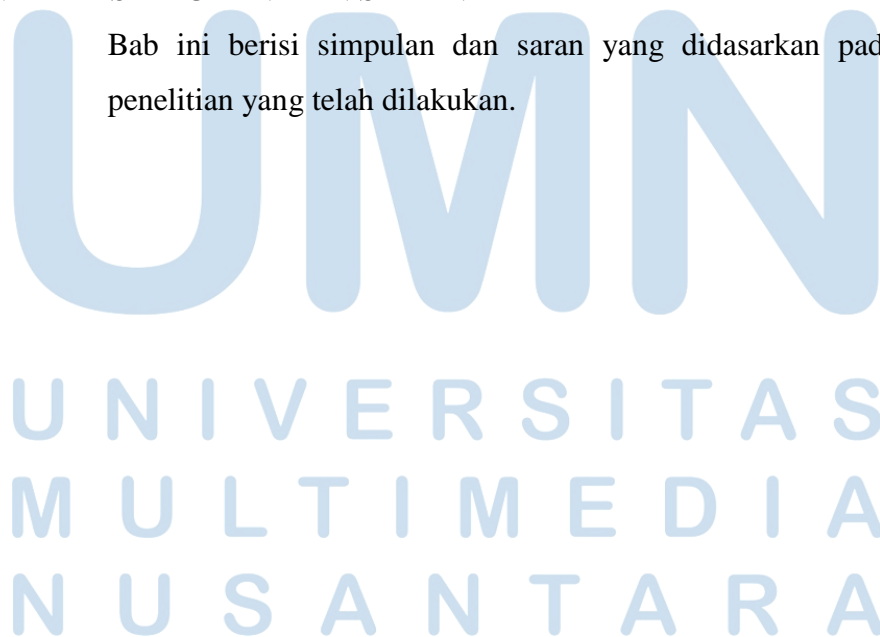 Bab ini berisi simpulan dan saran yang didasarkan pad
penelitian yang telah dilakukan.
UMN
UNIVERSITAS
MULTIMEDIA
NUSANTARA